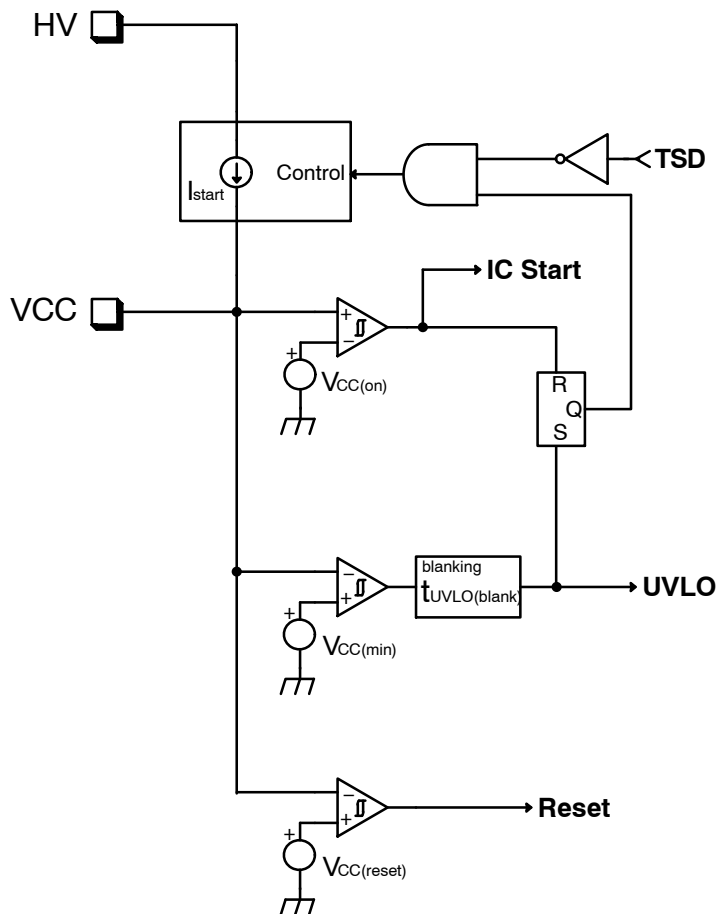 HV
TSD
Control
Istart
IC Start
VCC
+
−
+
VCC(on)
R
Q
S
blanking
tUVLO(blank)
UVLO
−
+
+
VCC(min)
−
+
+
VCC(reset)
Reset